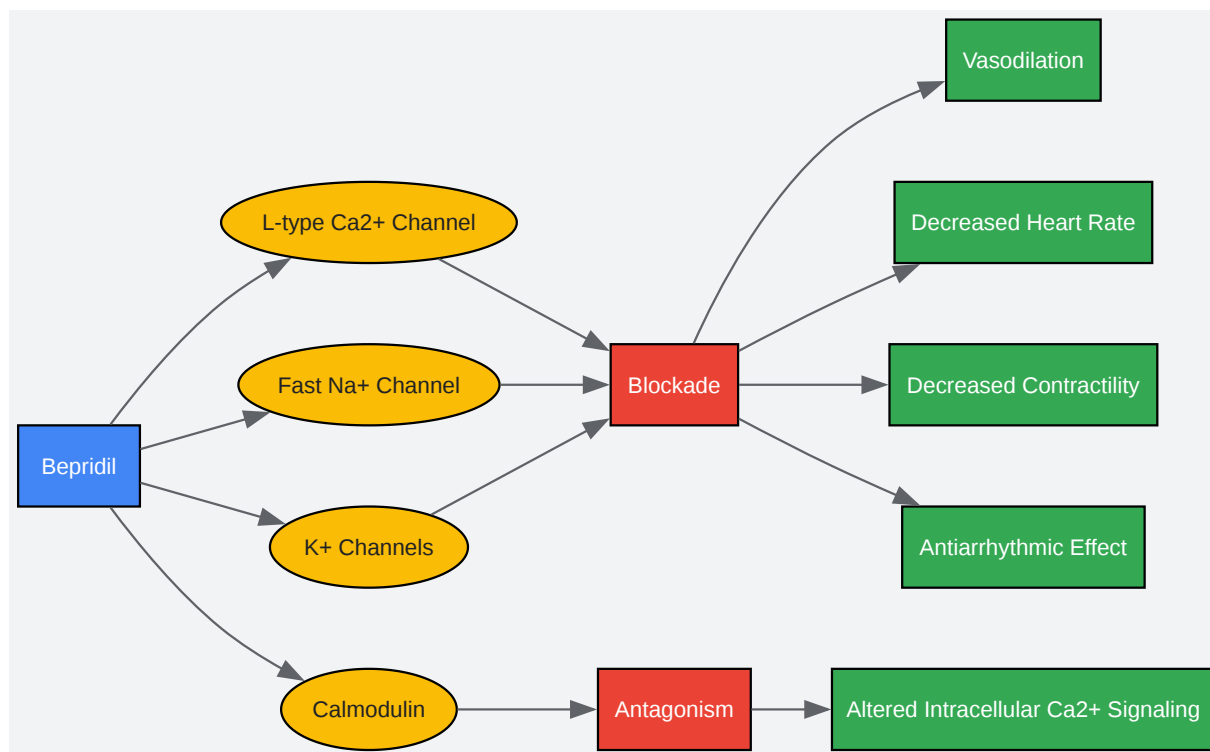 Vasodilation
L-type Ca2+ Channel
Decreased Heart Rate
Fast Na+ Channel
Blockade
Decreased Contractility
Bepridil
K+ Channels
Antiarrhythmic Effect
Calmodulin
Antagonism
Altered Intracellular Ca2+ Signaling